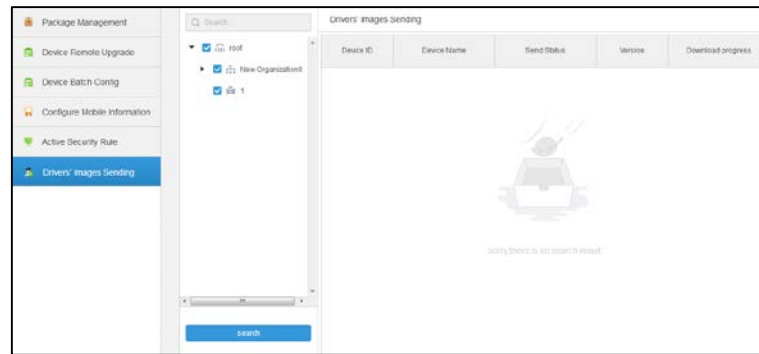 Package Management
Device Remote Upgrade
Device Batch Config
Configure Mobile Information
Active Security Rule
Drivers' Images Sending
Search...
root
New Organization8
1
search
Drivers' Images Sending
Device ID Device Name Send Status Version Download progress
sorry,there is no search result.